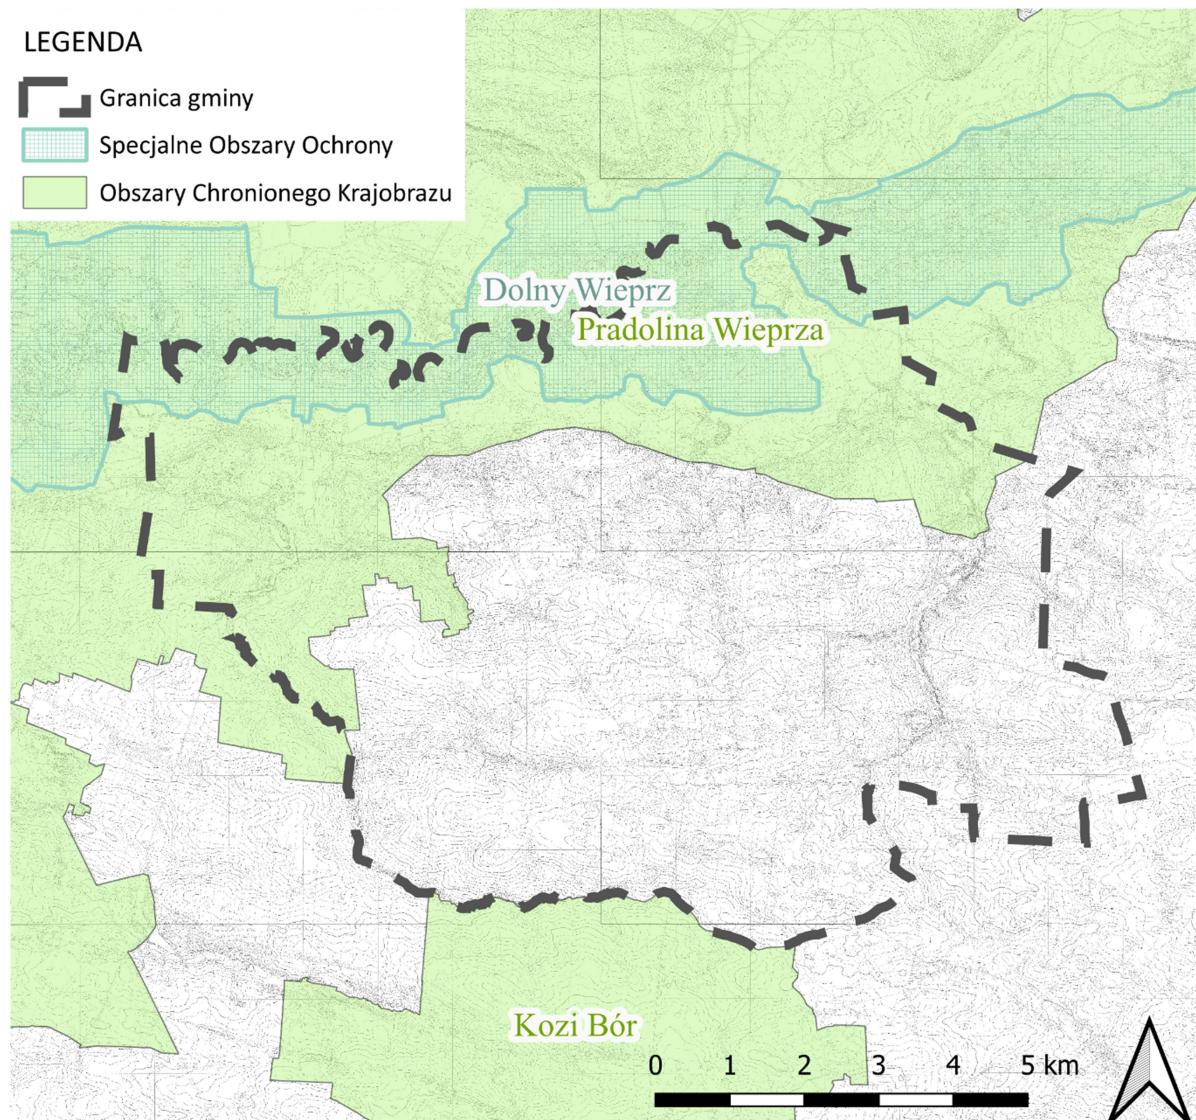 LEGENDA
Granica gminy
Specjalne Obszary Ochrony
Obszary Chronionego Krajobrazu
Dolny Wieprz
Pradolina Wieprza
Kozi Bór
0 1 2 3 4 5 km